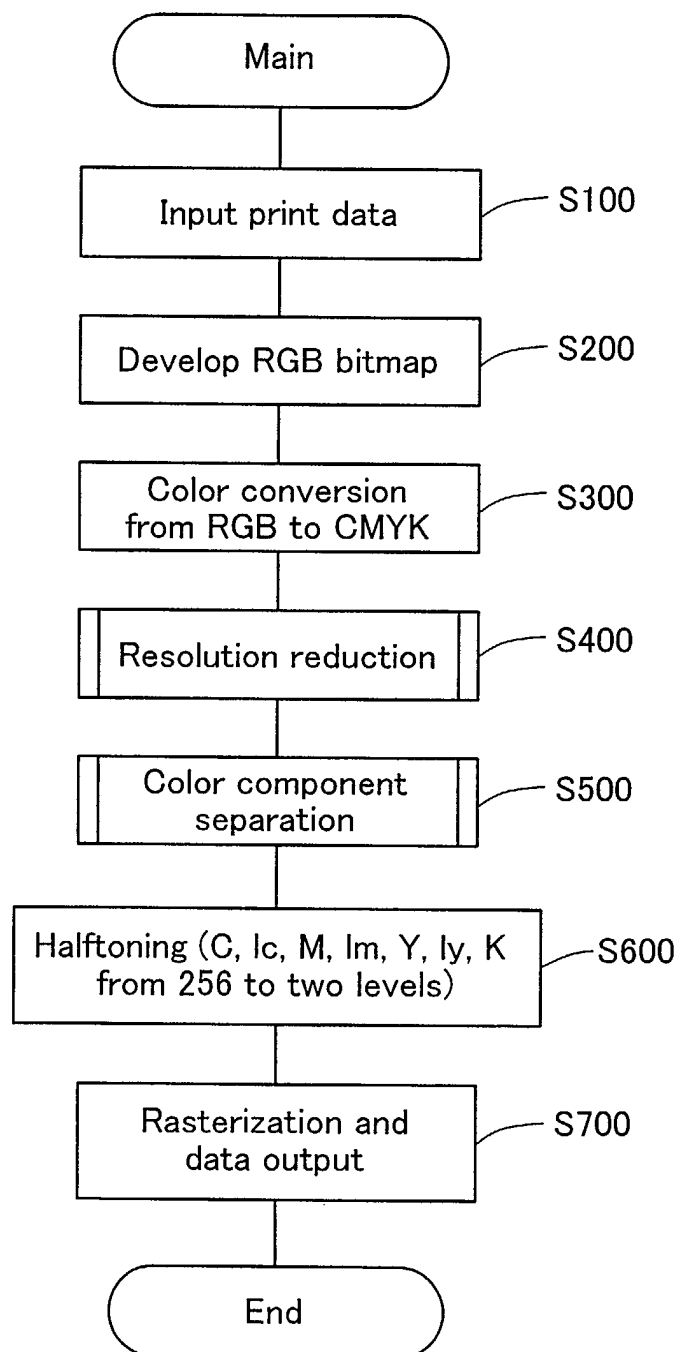 Main
Input print data
S100
Develop RGB bitmap
S200
Color conversion
from RGB to CMYK
S300
Resolution reduction
S400
Color component
separation
S500
Halftoning (C, lc, M, lm, Y, ly, K
from 256 to two levels)
S600
Rasterization and
data output
S700
End